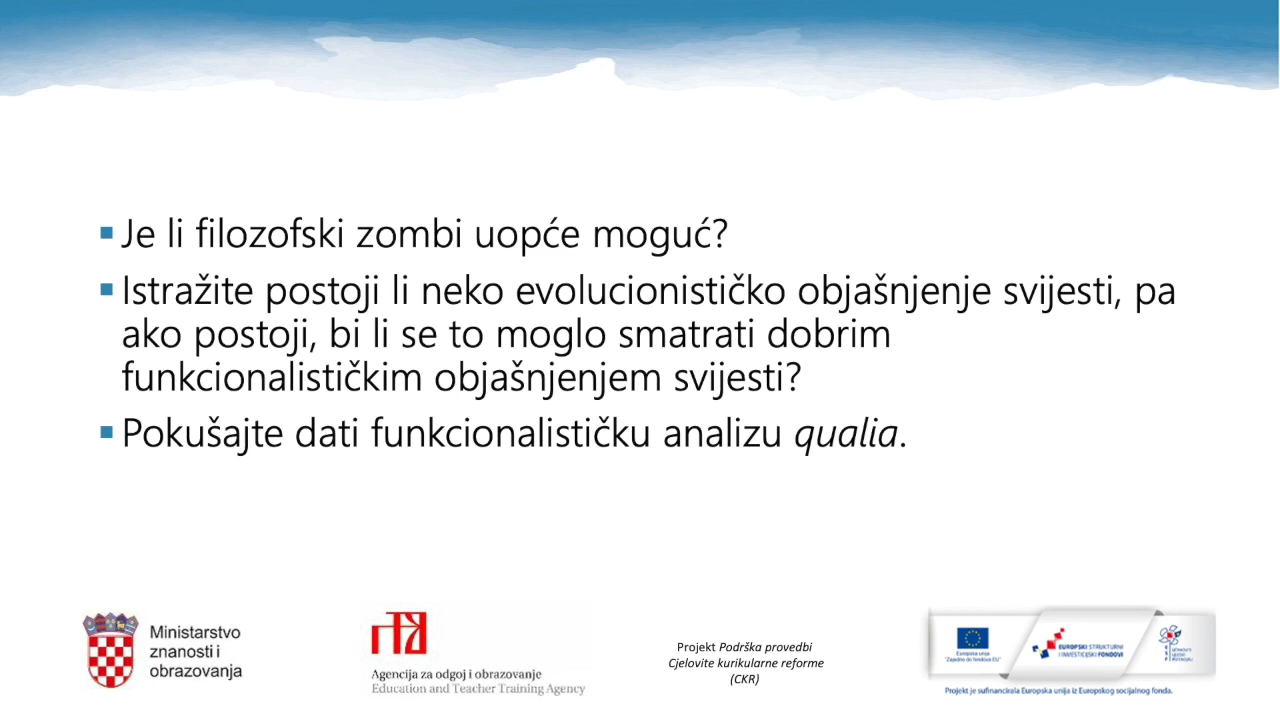 ▪ Je li filozofski zombi uopće moguć?
▪ Istražite postoji li neko evolucionističko objašnjenje svijesti, pa
ako postoji, bi li se to moglo smatrati dobrim
funkcionalističkim objašnjenjem svijesti?
▪ Pokušajte dati funkcionalističku analizu qualia.
Ministarstvo
znanosti i
obrazovanja
Agencija za odgoj i obrazovanje
Education and Teacher Training Agency
Projekt Podrška provedbi
Cjelovite kurikularne reforme
(CKR)
Europska unija
"Zajedno do fondova EU"
EUROPSKI STRUKTURNI
I INVESTICIJSKI FONDOVI
Projekt je sufinancirala Europska unija iz Europskog socijalnog fonda.